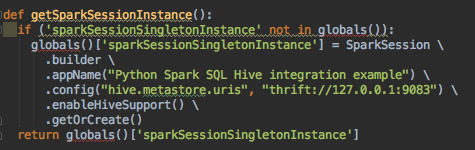 def getSparkSessionInstance():
  if ('sparkSessionSingletonInstance' not in globals()):
    globals()['sparkSessionSingletonInstance'] = SparkSession \
      .builder \
      .appName("Python Spark SQL Hive integration example") \
      .config("hive.metastore.uris", "thrift://127.0.0.1:9083") \
      .enableHiveSupport() \
      .getOrCreate()
  return globals()['sparkSessionSingletonInstance']